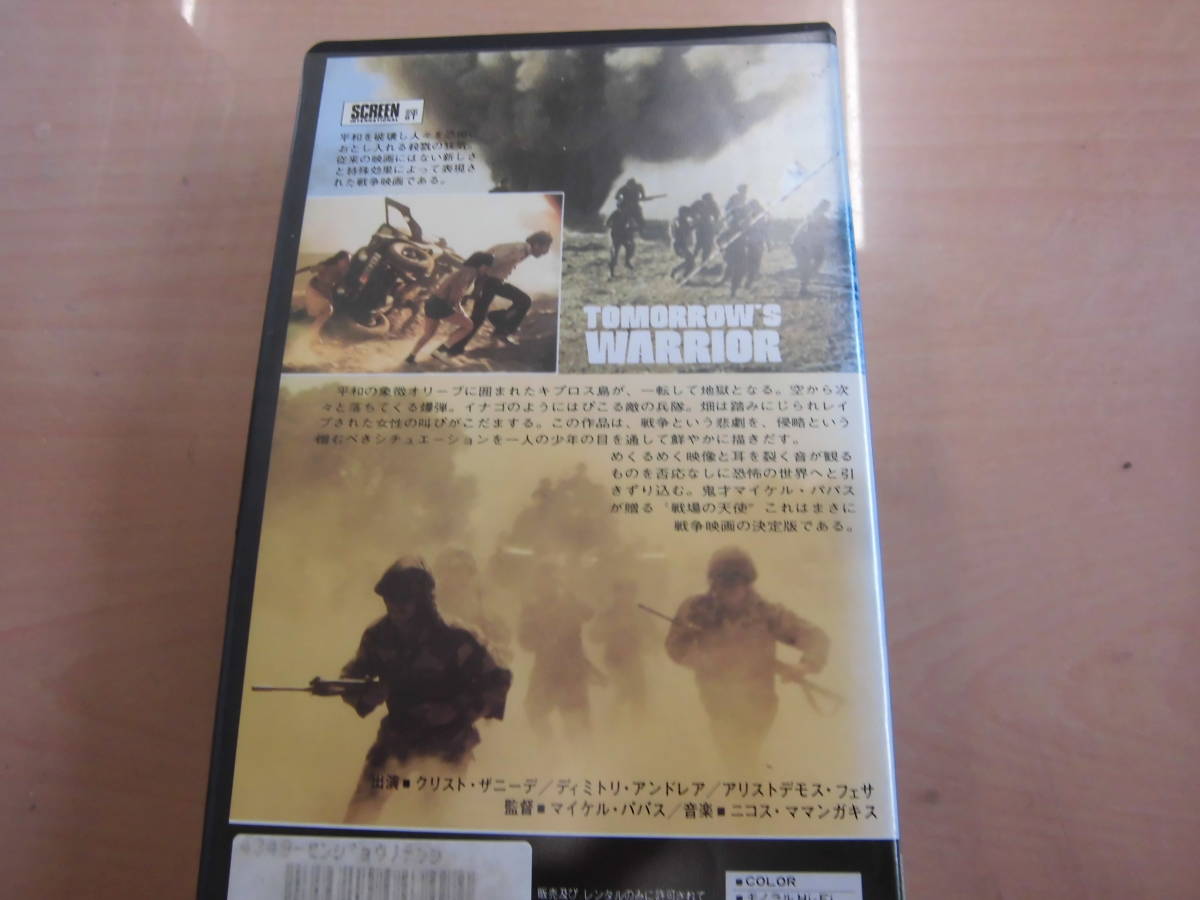 SCREEN
INTERNATIONAL
平和を破壊し人々を恐怖に
おとし入れる殺戮の狂気。
従来の映画にはない新しさ
と特殊効果によって表現さ
れた戦争映画である。
TOMORROW'S
WARRIOR
平和の象徴オリーブに囲まれたキプロス島が、一転して地獄となる。空から次
々と落ちてくる爆弾。イナゴのようにはびこる敵の兵隊。畑は踏みにじられレイ
プされた女性の叫びがこだまする。この作品は、戦争という悲劇を、侵略という
憎むべきシチュエーションを一人の少年の目を通して鮮やかに描きだす。
めくるめく映像と耳を裂く音が観る
ものを否応なしに恐怖の世界へと引
きずり込む。鬼才マイケル・パパス
が贈る“戦場の天使”これはまさに
戦争映画の決定版である。
出演■クリスト・ザニーデ/ディミトリ・アンドレア/アリストデモス・フェサ
監督■マイケル・パパス/音楽■ニコス・ママンガキス
4949-センジョウノテンシ
販売及び レンタルのみに許可されて
■COLOR
■モノラルHi-Fi